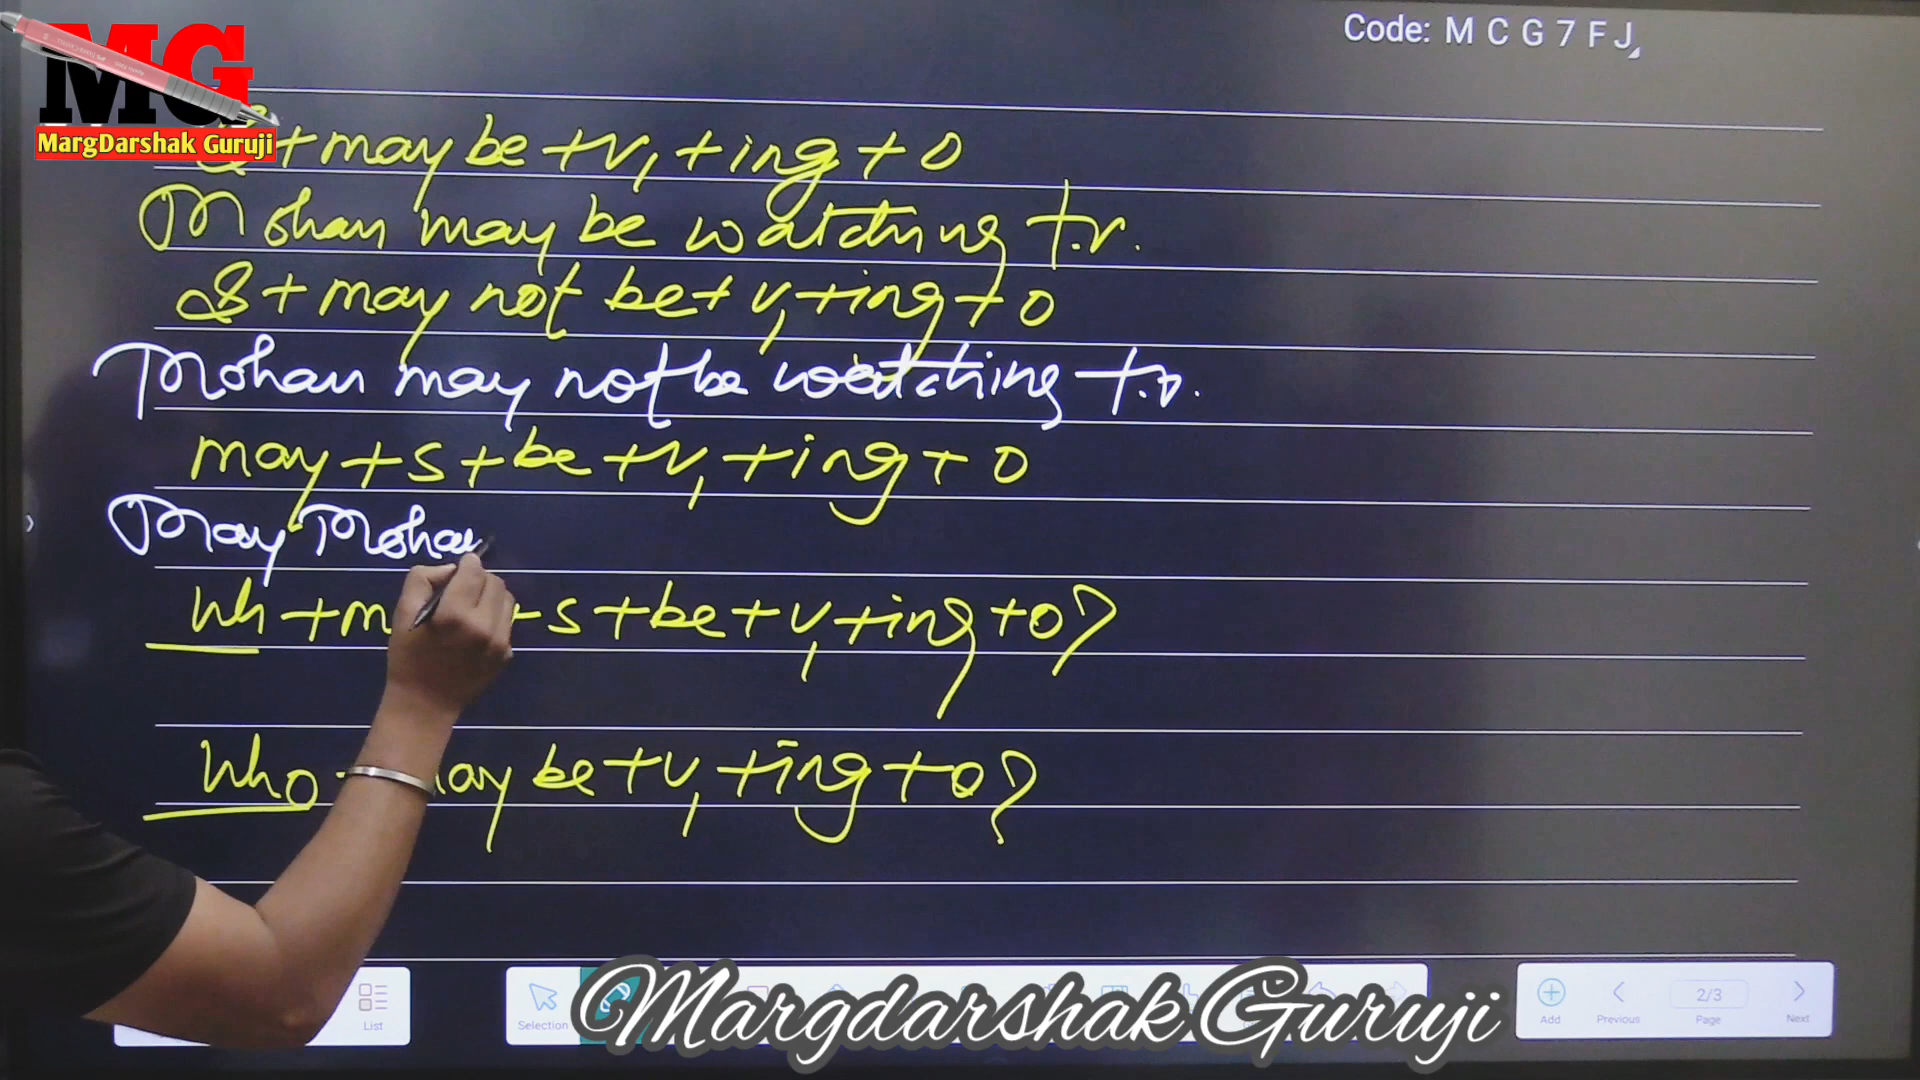 MG
MargDarshak Guruji
Code: M C G 7 F J
S + may be + V1 + ing + O
Mohan may be watching t.v.
S + may not be + V1 + ing + O
Mohan may not be watching t.v.
may + S + be + V1 + ing + O
May Mohan
Wh + m + S + be + V1 + ing + O?
Who may be + V1 + ing + O?
List
Selection
Add
Previous
2/3
Page
Next
Margdarshak Guruji